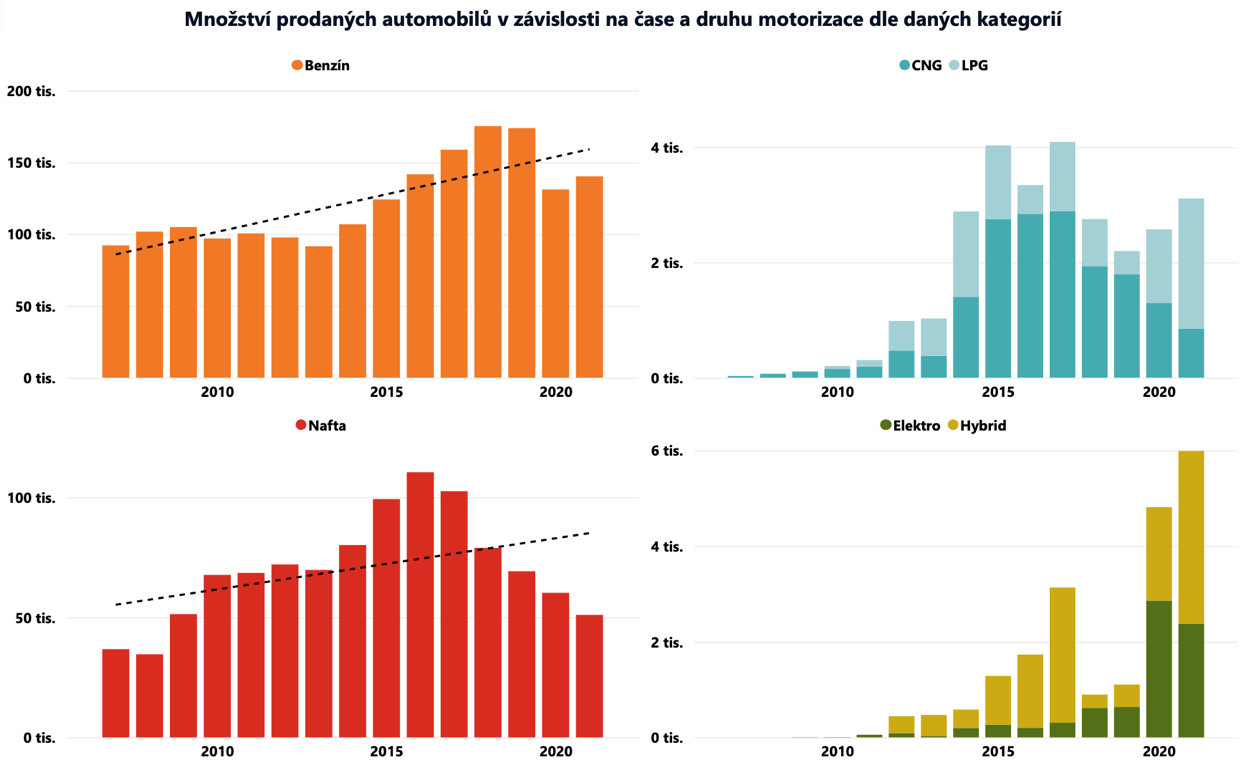 Množství prodaných automobilů v závislosti na čase a druhu motorizace dle daných kategorií
Benzín
200 tis.
150 tis.
100 tis.
50 tis.
0 tis.
2010 2015 2020
CNG LPG
4 tis.
2 tis.
0 tis.
2010 2015 2020
Nafta
100 tis.
50 tis.
0 tis.
2010 2015 2020
Elektro Hybrid
6 tis.
4 tis.
2 tis.
0 tis.
2010 2015 2020